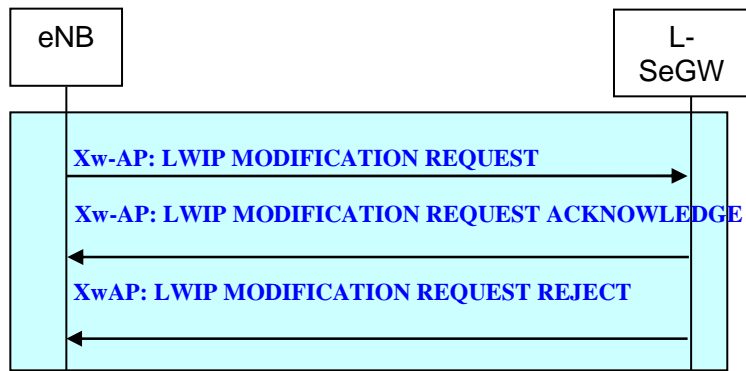 eNB
L-
SeGW
Xw-AP: LWIP MODIFICATION REQUEST
Xw-AP: LWIP MODIFICATION REQUEST ACKNOWLEDGE
XwAP: LWIP MODIFICATION REQUEST REJECT